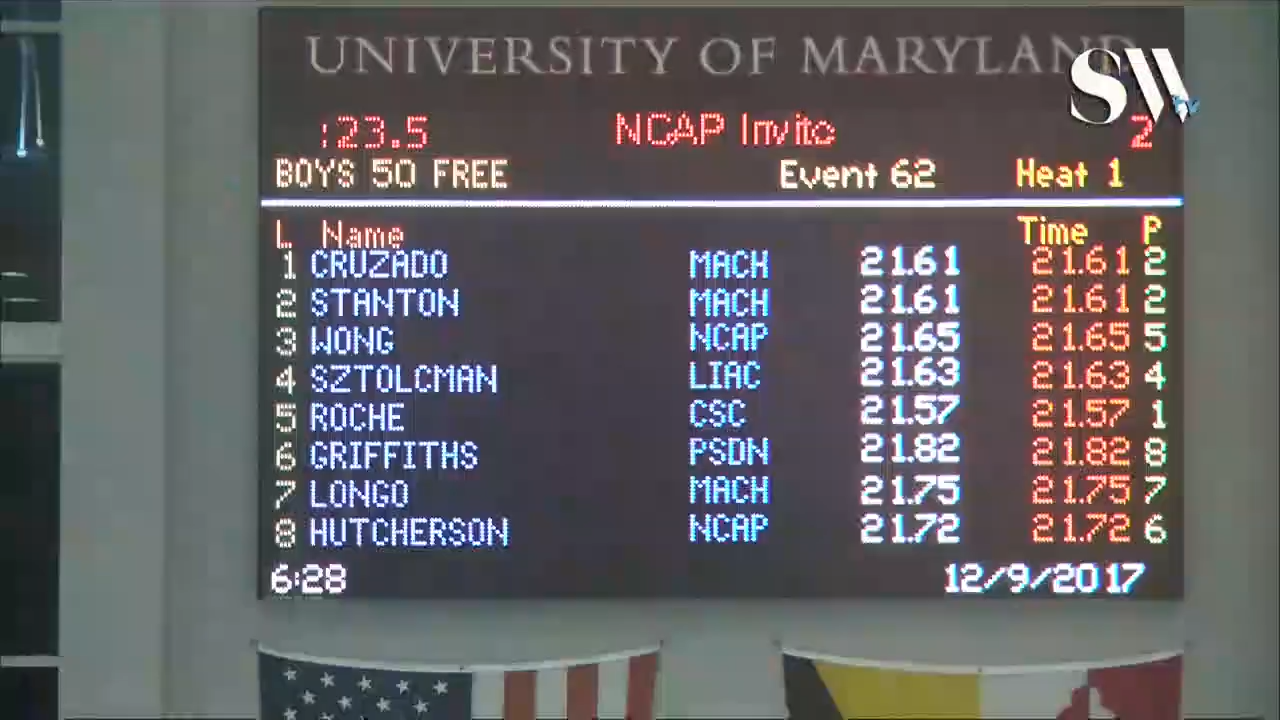 UNIVERSITY OF MARYLAND
SW
tv
:23.5 NCAP Invite 2
BOYS 50 FREE Event 62 Heat 1
L Name Time P
1 CRUZADO MACH 21.61 21.61 2
2 STANTON MACH 21.61 21.61 2
3 WONG NCAP 21.65 21.65 5
4 SZTOLCMAN LIAC 21.63 21.63 4
5 ROCHE CSC 21.57 21.57 1
6 GRIFFITHS PSDN 21.82 21.82 8
7 LONGO MACH 21.75 21.75 7
8 HUTCHERSON NCAP 21.72 21.72 6
6:28 12/9/2017